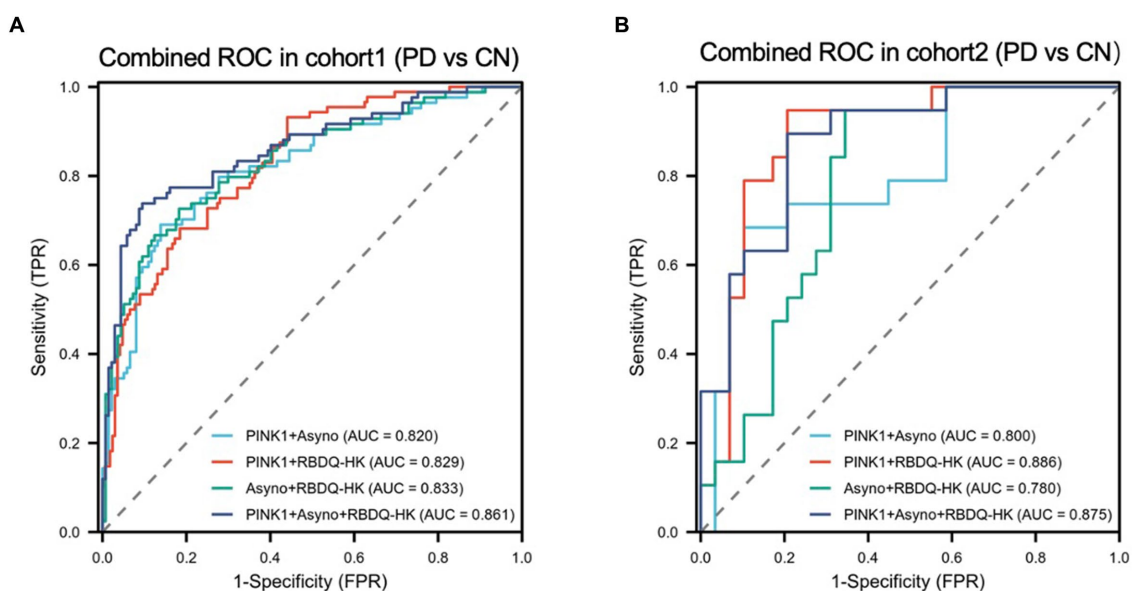 A
Combined ROC in cohort1 (PD vs CN)
1.0
0.8
0.6
0.4
0.2
0.0
Sensitivity (TPR)
PINK1+Asyno (AUC = 0.820)
PINK1+RBDQ-HK (AUC = 0.829)
Asyno+RBDQ-HK (AUC = 0.833)
PINK1+Asyno+RBDQ-HK (AUC = 0.861)
0.0 0.2 0.4 0.6 0.8 1.0
1-Specificity (FPR)
B
Combined ROC in cohort2 (PD vs CN)
1.0
0.8
0.6
0.4
0.2
0.0
Sensitivity (TPR)
PINK1+Asyno (AUC = 0.800)
PINK1+RBDQ-HK (AUC = 0.886)
Asyno+RBDQ-HK (AUC = 0.780)
PINK1+Asyno+RBDQ-HK (AUC = 0.875)
0.0 0.2 0.4 0.6 0.8 1.0
1-Specificity (FPR)